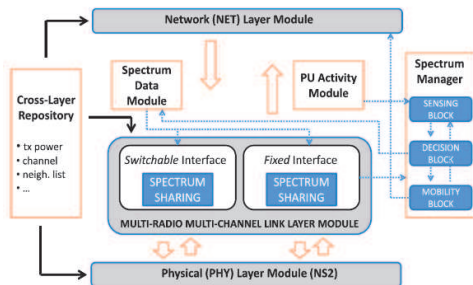 Network (NET) Layer Module
Cross-Layer
Repository
• tx power
• channel
• neigh. list
• ...
Spectrum
Data
Module
PU Activity
Module
Spectrum
Manager
SENSING
BLOCK
DECISION
BLOCK
MOBILITY
BLOCK
Switchable Interface
SPECTRUM
SHARING
Fixed Interface
SPECTRUM
SHARING
MULTI-RADIO MULTI-CHANNEL LINK LAYER MODULE
Physical (PHY) Layer Module (NS2)